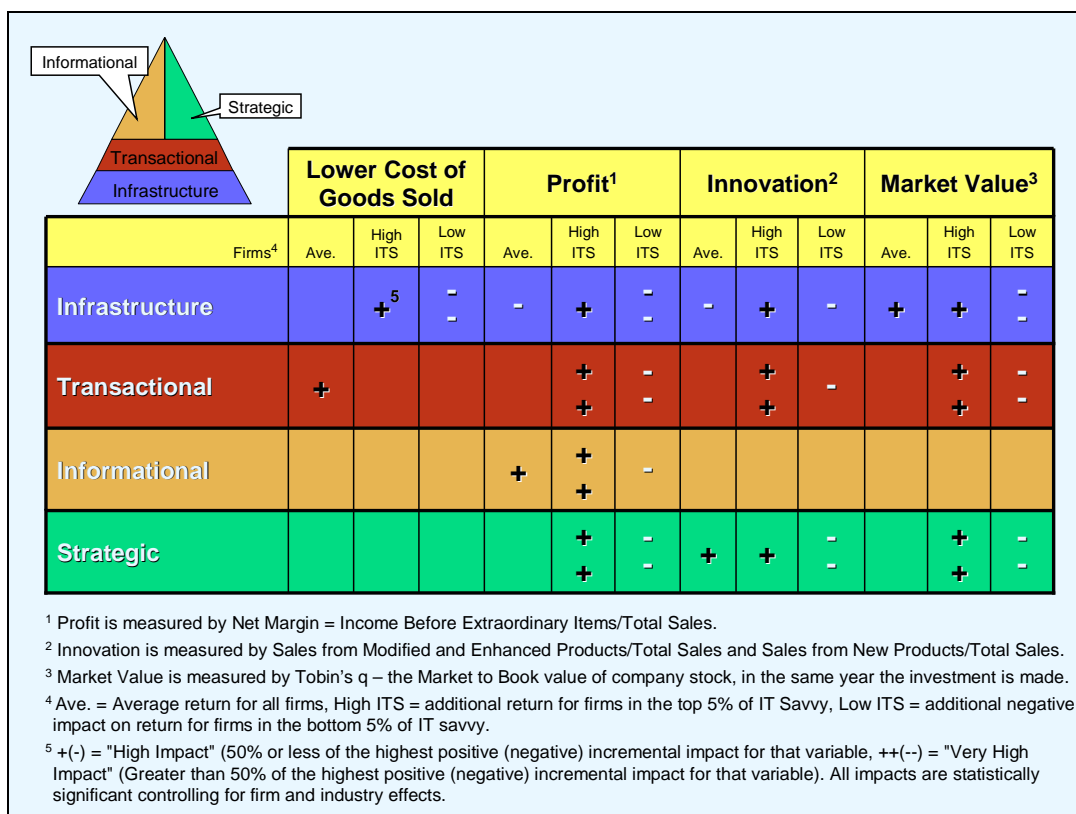 Informational
Strategic
Transactional
Infrastructure
Lower Cost of
Goods Sold
Profit¹
Innovation²
Market Value³
Firms⁴ Ave. High ITS Low ITS Ave. High ITS Low ITS Ave. High ITS Low ITS Ave. High ITS Low ITS
Infrastructure +⁵ - - - + - - - + - + + - -
Transactional + + + - - + + - + + - -
Informational + + + -
Strategic + + - - + + - - + + - -
¹ Profit is measured by Net Margin = Income Before Extraordinary Items/Total Sales.
² Innovation is measured by Sales from Modified and Enhanced Products/Total Sales and Sales from New Products/Total Sales.
³ Market Value is measured by Tobin's q – the Market to Book value of company stock, in the same year the investment is made.
⁴ Ave. = Average return for all firms, High ITS = additional return for firms in the top 5% of IT Savvy, Low ITS = additional negative
impact on return for firms in the bottom 5% of IT savvy.
⁵ +(-) = "High Impact" (50% or less of the highest positive (negative) incremental impact for that variable, ++(--) = "Very High
Impact" (Greater than 50% of the highest positive (negative) incremental impact for that variable). All impacts are statistically
significant controlling for firm and industry effects.